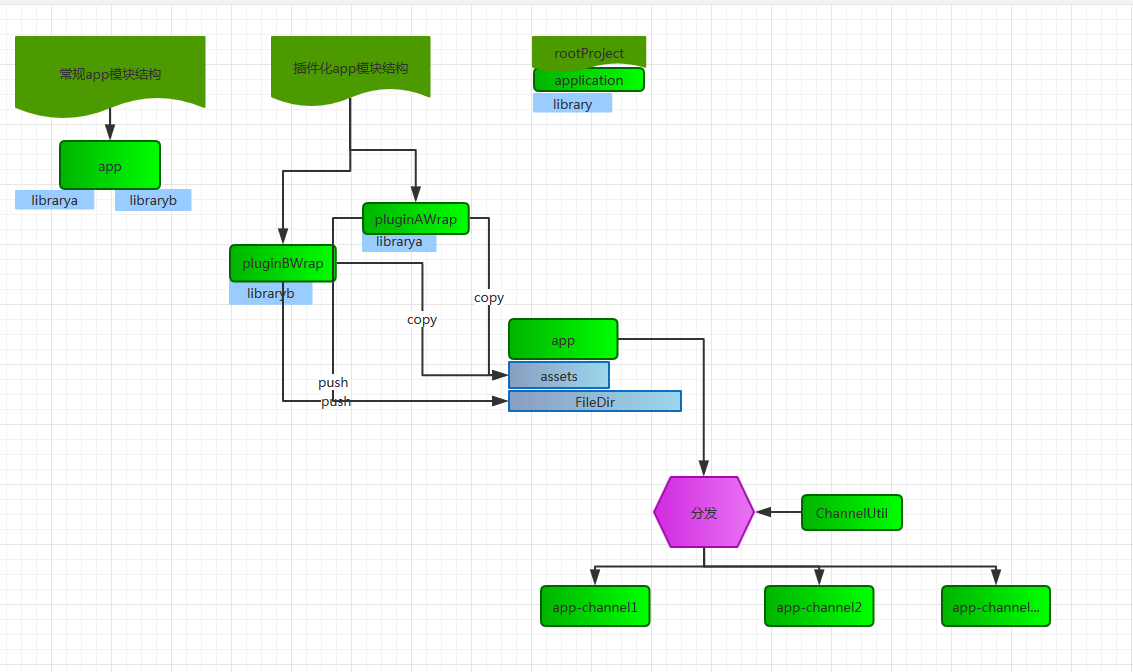 常规app模块结构
插件化app模块结构
rootProject
application
library
app
librarya
libraryb
pluginAWrap
librarya
pluginBWrap
libraryb
copy
copy
app
assets
push
push
FileDir
分发
ChannelUtil
app-channel1
app-channel2
app-channel...